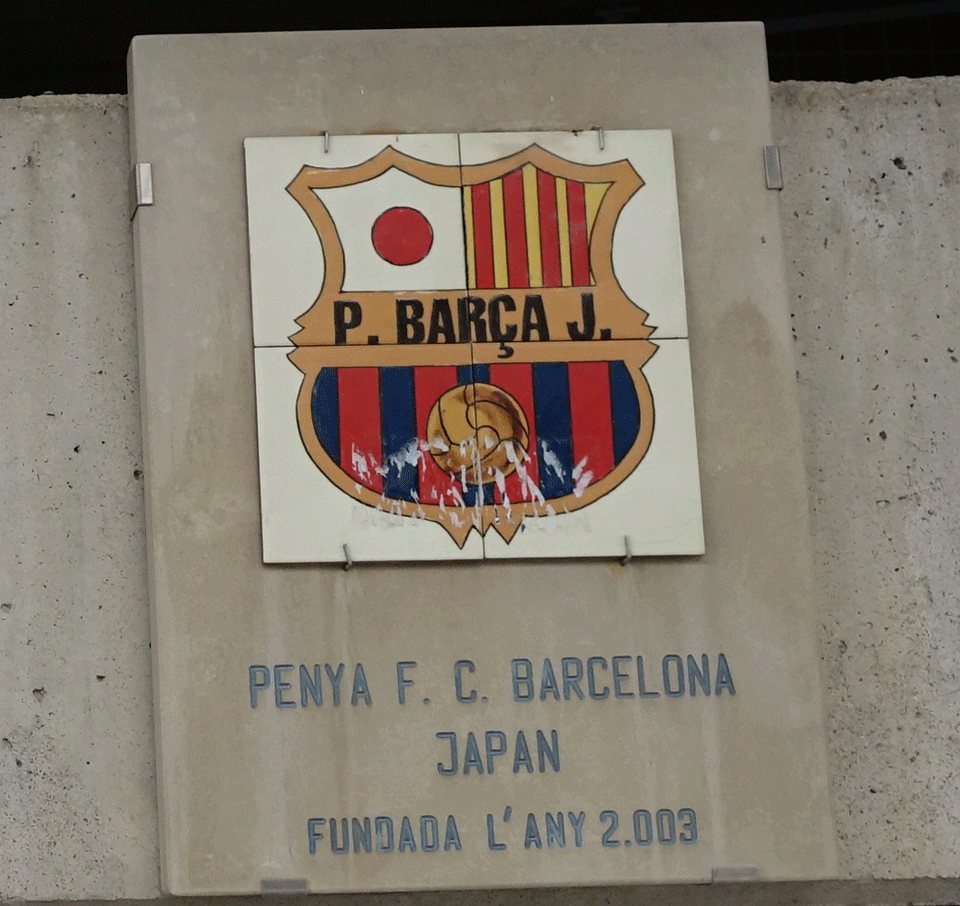 P. BARÇA J.
PENYA F. C. BARCELONA
JAPAN
FUNDADA L'ANY 2.003